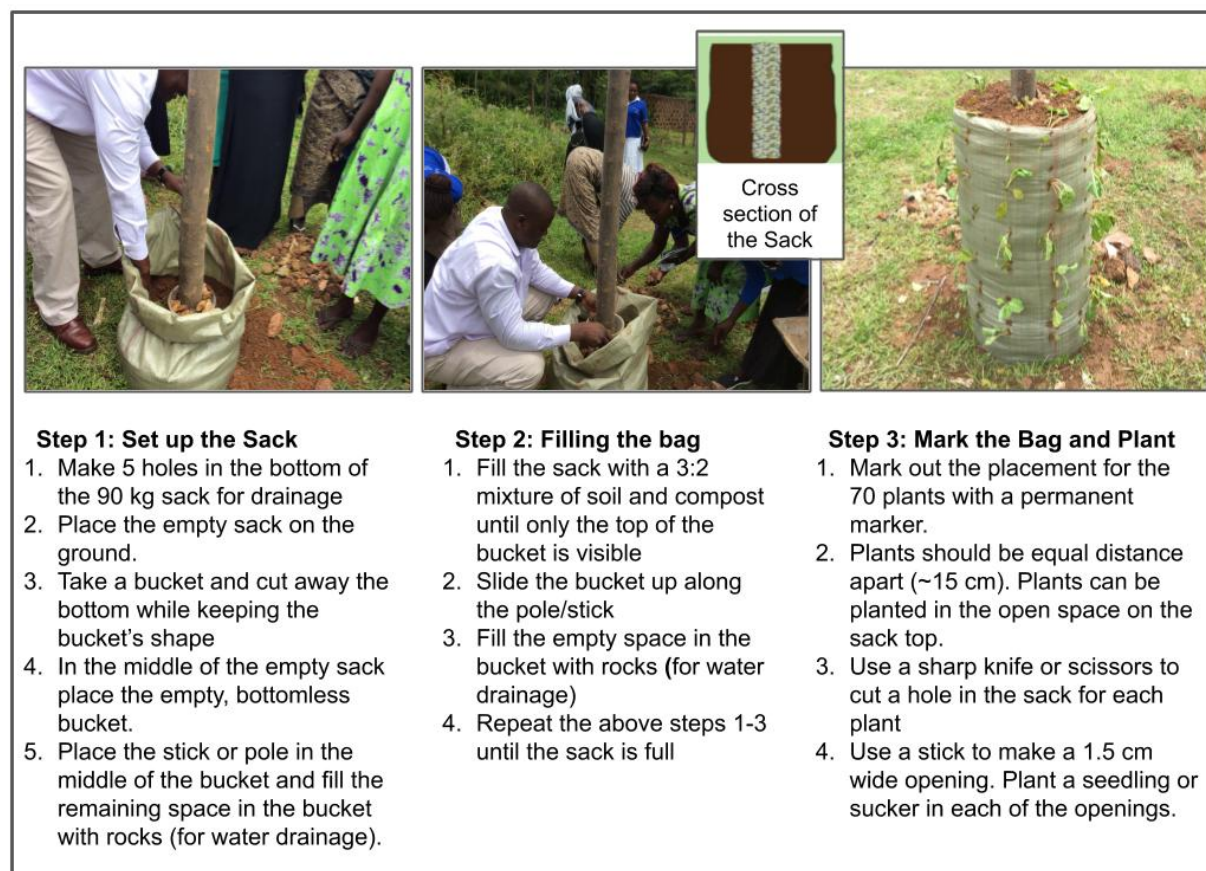 Cross
section of
the Sack
Step 1: Set up the Sack
1. Make 5 holes in the bottom of
the 90 kg sack for drainage
2. Place the empty sack on the
ground.
3. Take a bucket and cut away the
bottom while keeping the
bucket's shape
4. In the middle of the empty sack
place the empty, bottomless
bucket.
5. Place the stick or pole in the
middle of the bucket and fill the
remaining space in the bucket
with rocks (for water drainage).
Step 2: Filling the bag
1. Fill the sack with a 3:2
mixture of soil and compost
until only the top of the
bucket is visible
2. Slide the bucket up along
the pole/stick
3. Fill the empty space in the
bucket with rocks (for water
drainage)
4. Repeat the above steps 1-3
until the sack is full
Step 3: Mark the Bag and Plant
1. Mark out the placement for the
70 plants with a permanent
marker.
2. Plants should be equal distance
apart (~15 cm). Plants can be
planted in the open space on the
sack top.
3. Use a sharp knife or scissors to
cut a hole in the sack for each
plant
4. Use a stick to make a 1.5 cm
wide opening. Plant a seedling or
sucker in each of the openings.